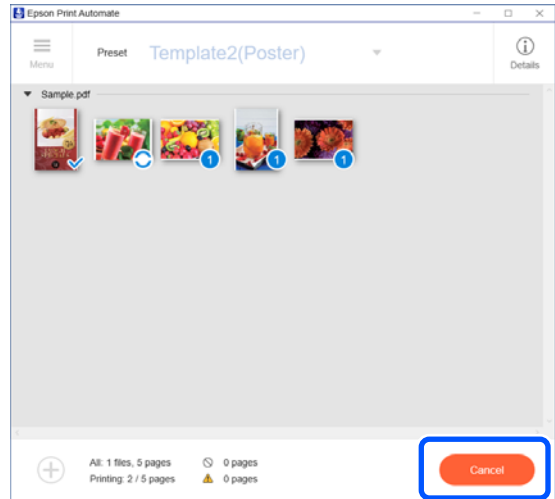 Epson Print Automate
Menu
Preset
Template2(Poster)
Details
Sample.pdf
1
1
1
All: 1 files, 5 pages
0 pages
Printing: 2 / 5 pages
0 pages
Cancel